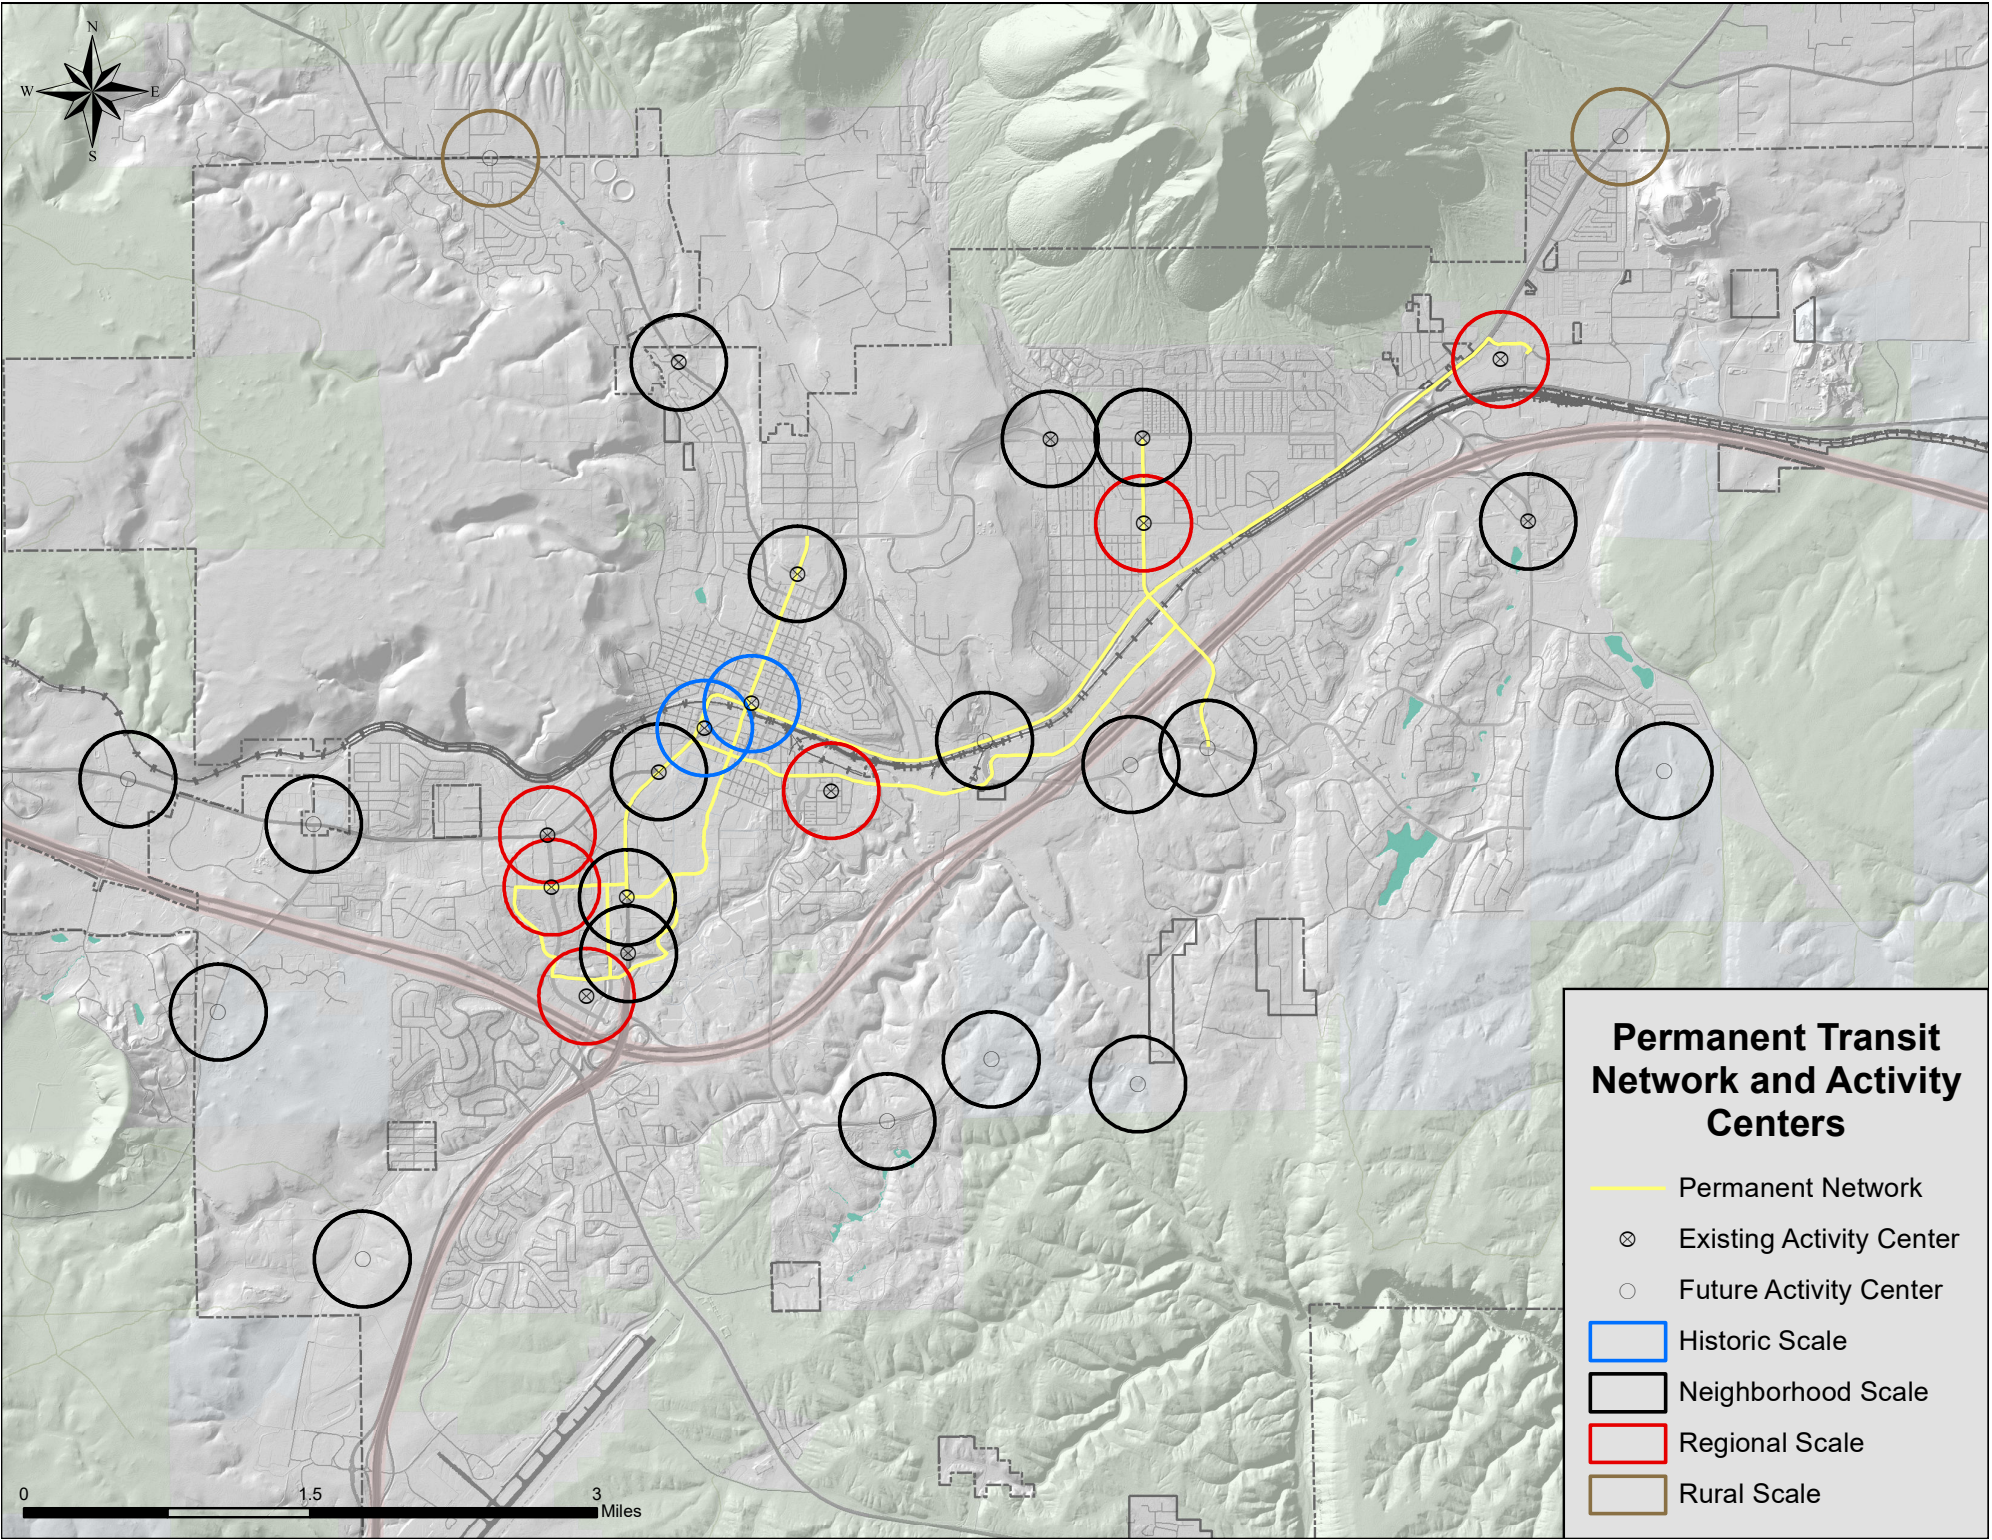 N
W
E
S
Permanent Transit
Network and Activity
Centers
Permanent Network
Existing Activity Center
Future Activity Center
Historic Scale
Neighborhood Scale
Regional Scale
Rural Scale
0 1.5 3
Miles